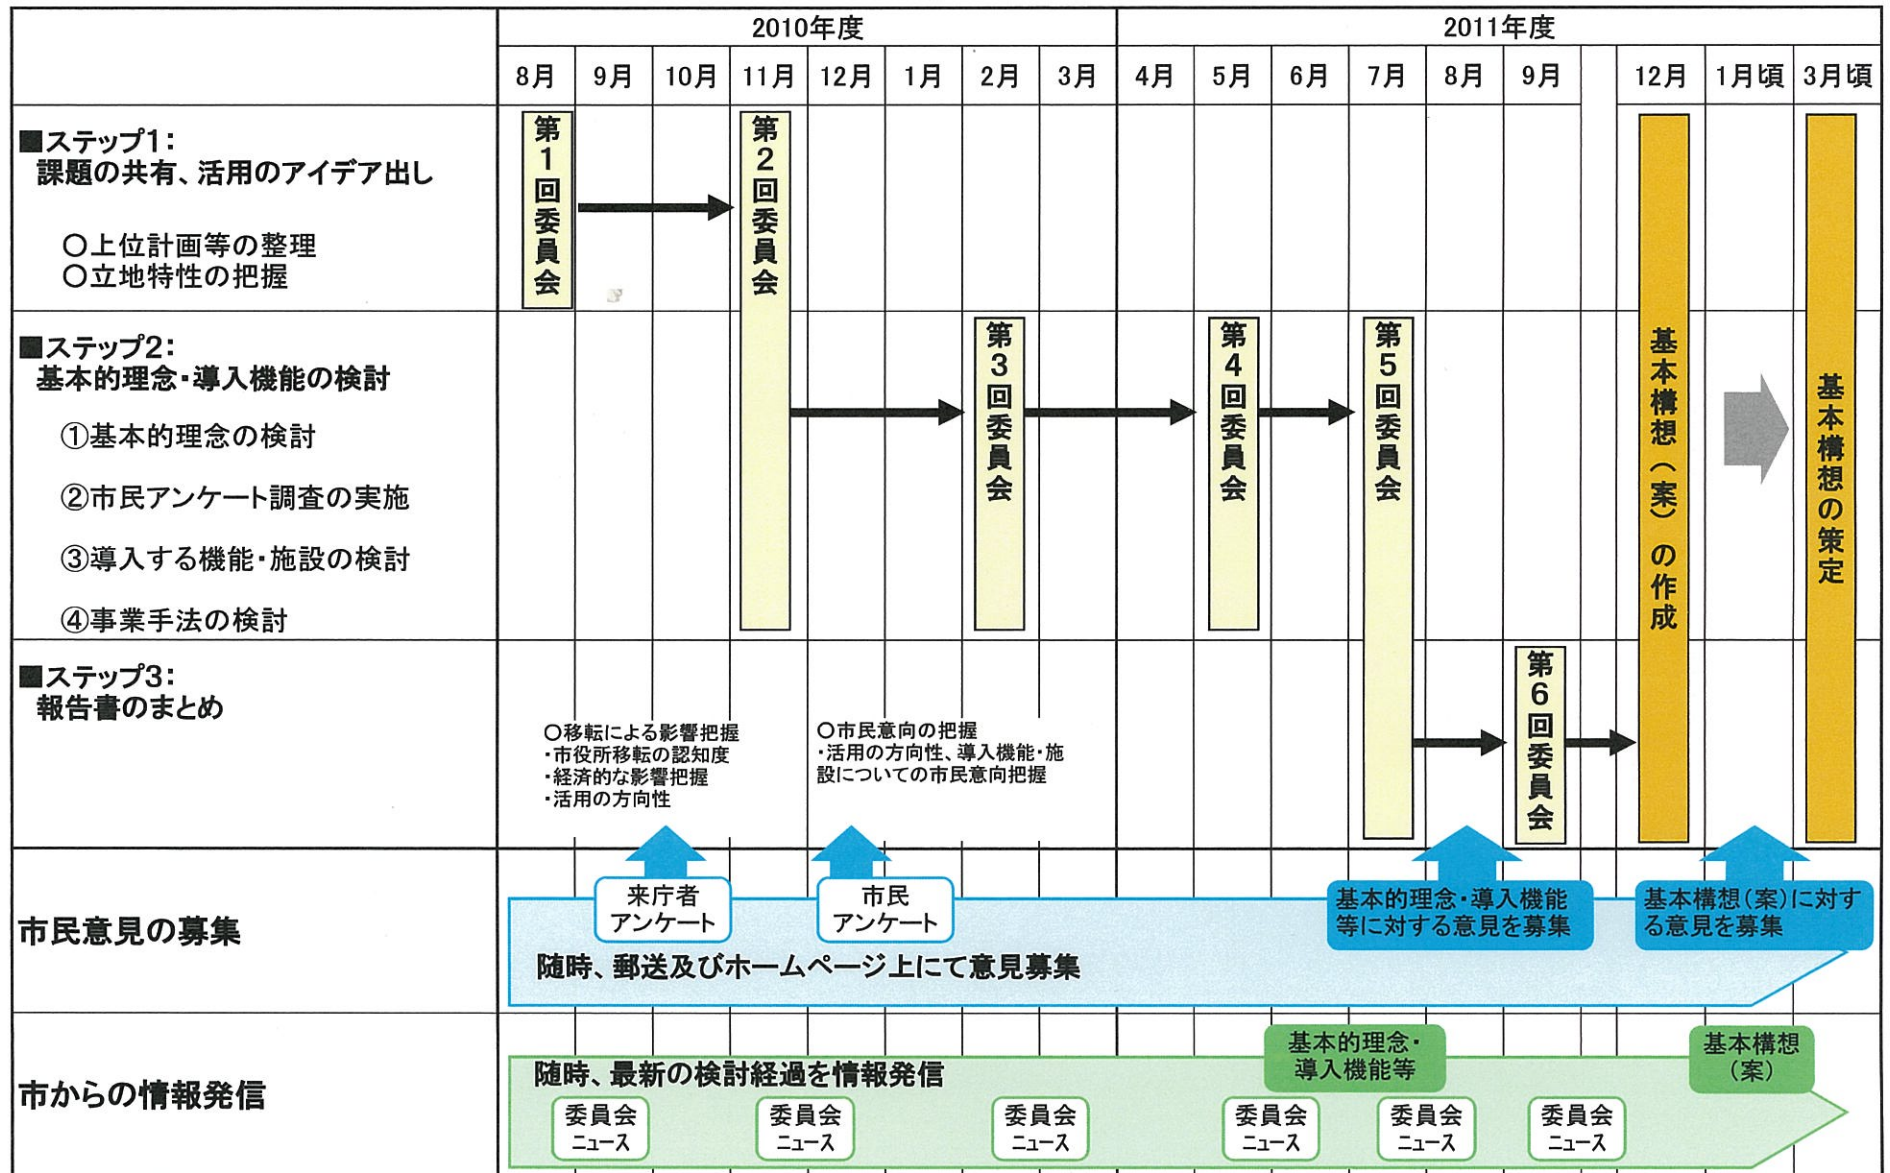 2010年度
2011年度
8月
9月
10月
11月
12月
1月
2月
3月
4月
5月
6月
7月
8月
9月
12月
1月頃
3月頃
■ステップ1:
課題の共有、活用のアイデア出し
○上位計画等の整理
○立地特性の把握
第1回委員会
第2回委員会
■ステップ2:
基本的理念・導入機能の検討
①基本的理念の検討
②市民アンケート調査の実施
③導入する機能・施設の検討
④事業手法の検討
第3回委員会
第4回委員会
第5回委員会
基本構想(案)の作成
基本構想の策定
■ステップ3:
報告書のまとめ
○移転による影響把握
・市役所移転の認知度
・経済的な影響把握
・活用の方向性
○市民意向の把握
・活用の方向性、導入機能・施
設についての市民意向把握
第6回委員会
市民意見の募集
来庁者
アンケート
市民
アンケート
基本的理念・導入機能
等に対する意見を募集
基本構想(案)に対す
る意見を募集
随時、郵送及びホームページ上にて意見募集
市からの情報発信
随時、最新の検討経過を情報発信
基本的理念・
導入機能等
基本構想
(案)
委員会
ニュース
委員会
ニュース
委員会
ニュース
委員会
ニュース
委員会
ニュース
委員会
ニュース